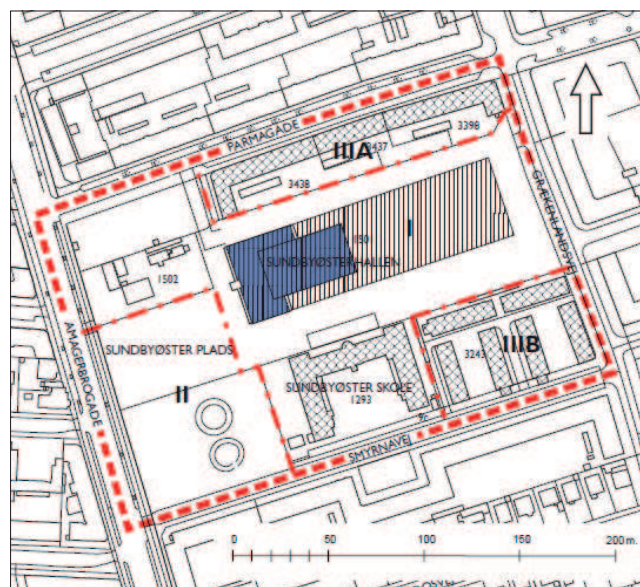 PARMAGADE
3398
3437
IIIA
3438
GRÆKENLANDSVEJ
150
I
SUNDBYØSTERHALLEN
1502
AMAGERBROGADE
SUNDBYØSTER PLADS
II
SUNDBYØSTER SKOLE
1293
3243
IIIB
SMYRNAVEJ
0 50 100 150 200 m.